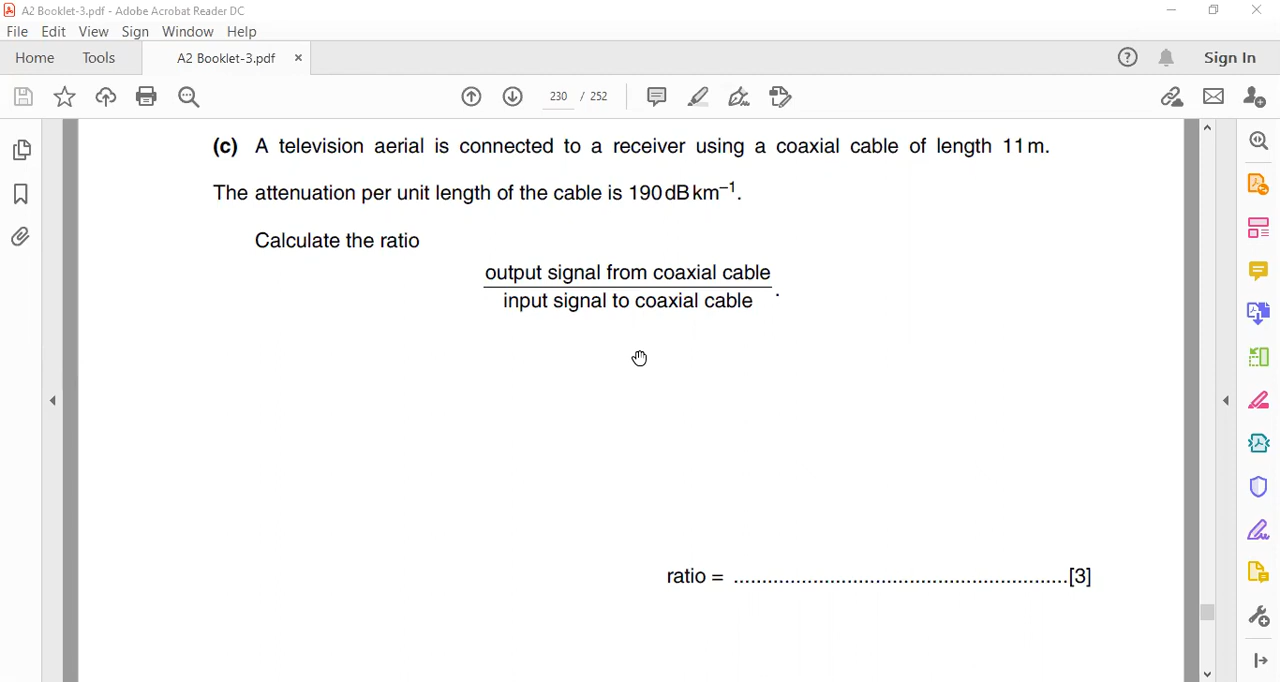 A2 Booklet-3.pdf - Adobe Acrobat Reader DC
File Edit View Sign Window Help
Home Tools A2 Booklet-3.pdf × Sign In
230 / 252
(c) A television aerial is connected to a receiver using a coaxial cable of length 11 m.
The attenuation per unit length of the cable is 190 dB km⁻¹.
Calculate the ratio
output signal from coaxial cable
input signal to coaxial cable .
ratio = ...........................................................[3]